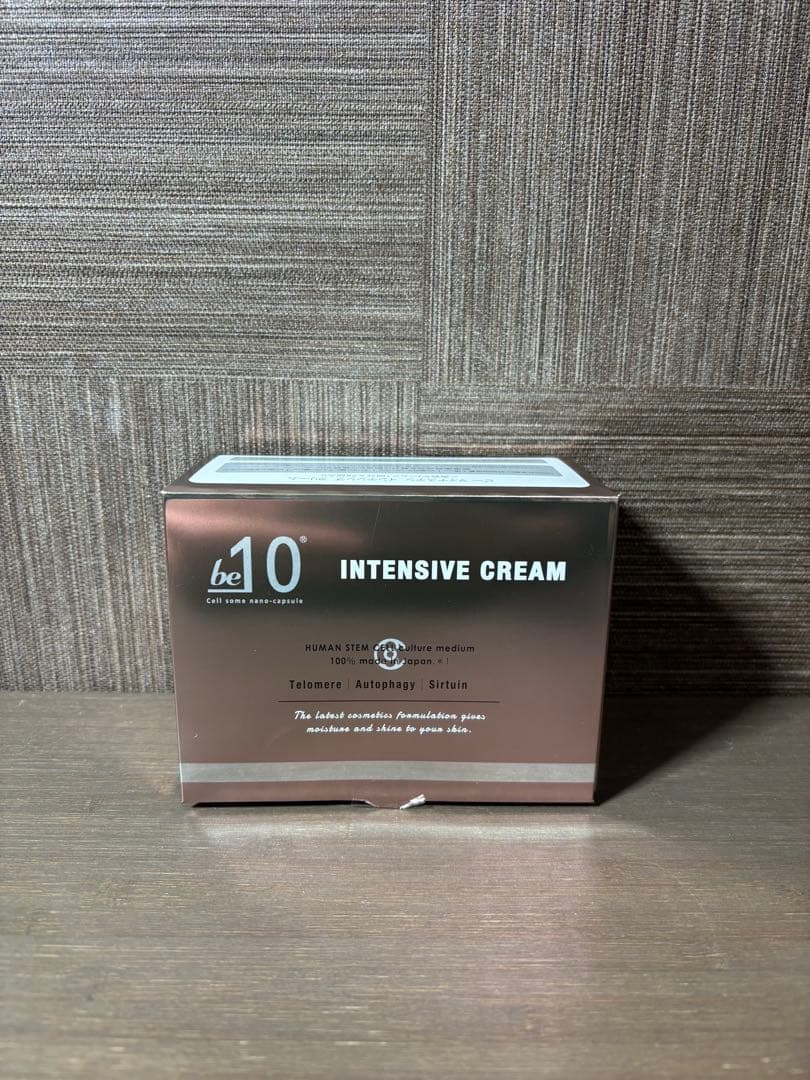 be10®
INTENSIVE CREAM
Cell some nano-capsule
HUMAN STEM CELL culture medium
100% made in Japan.*1
Telomere | Autophagy | Sirtuin
The latest cosmetics formulation gives
moisture and shine to your skin.